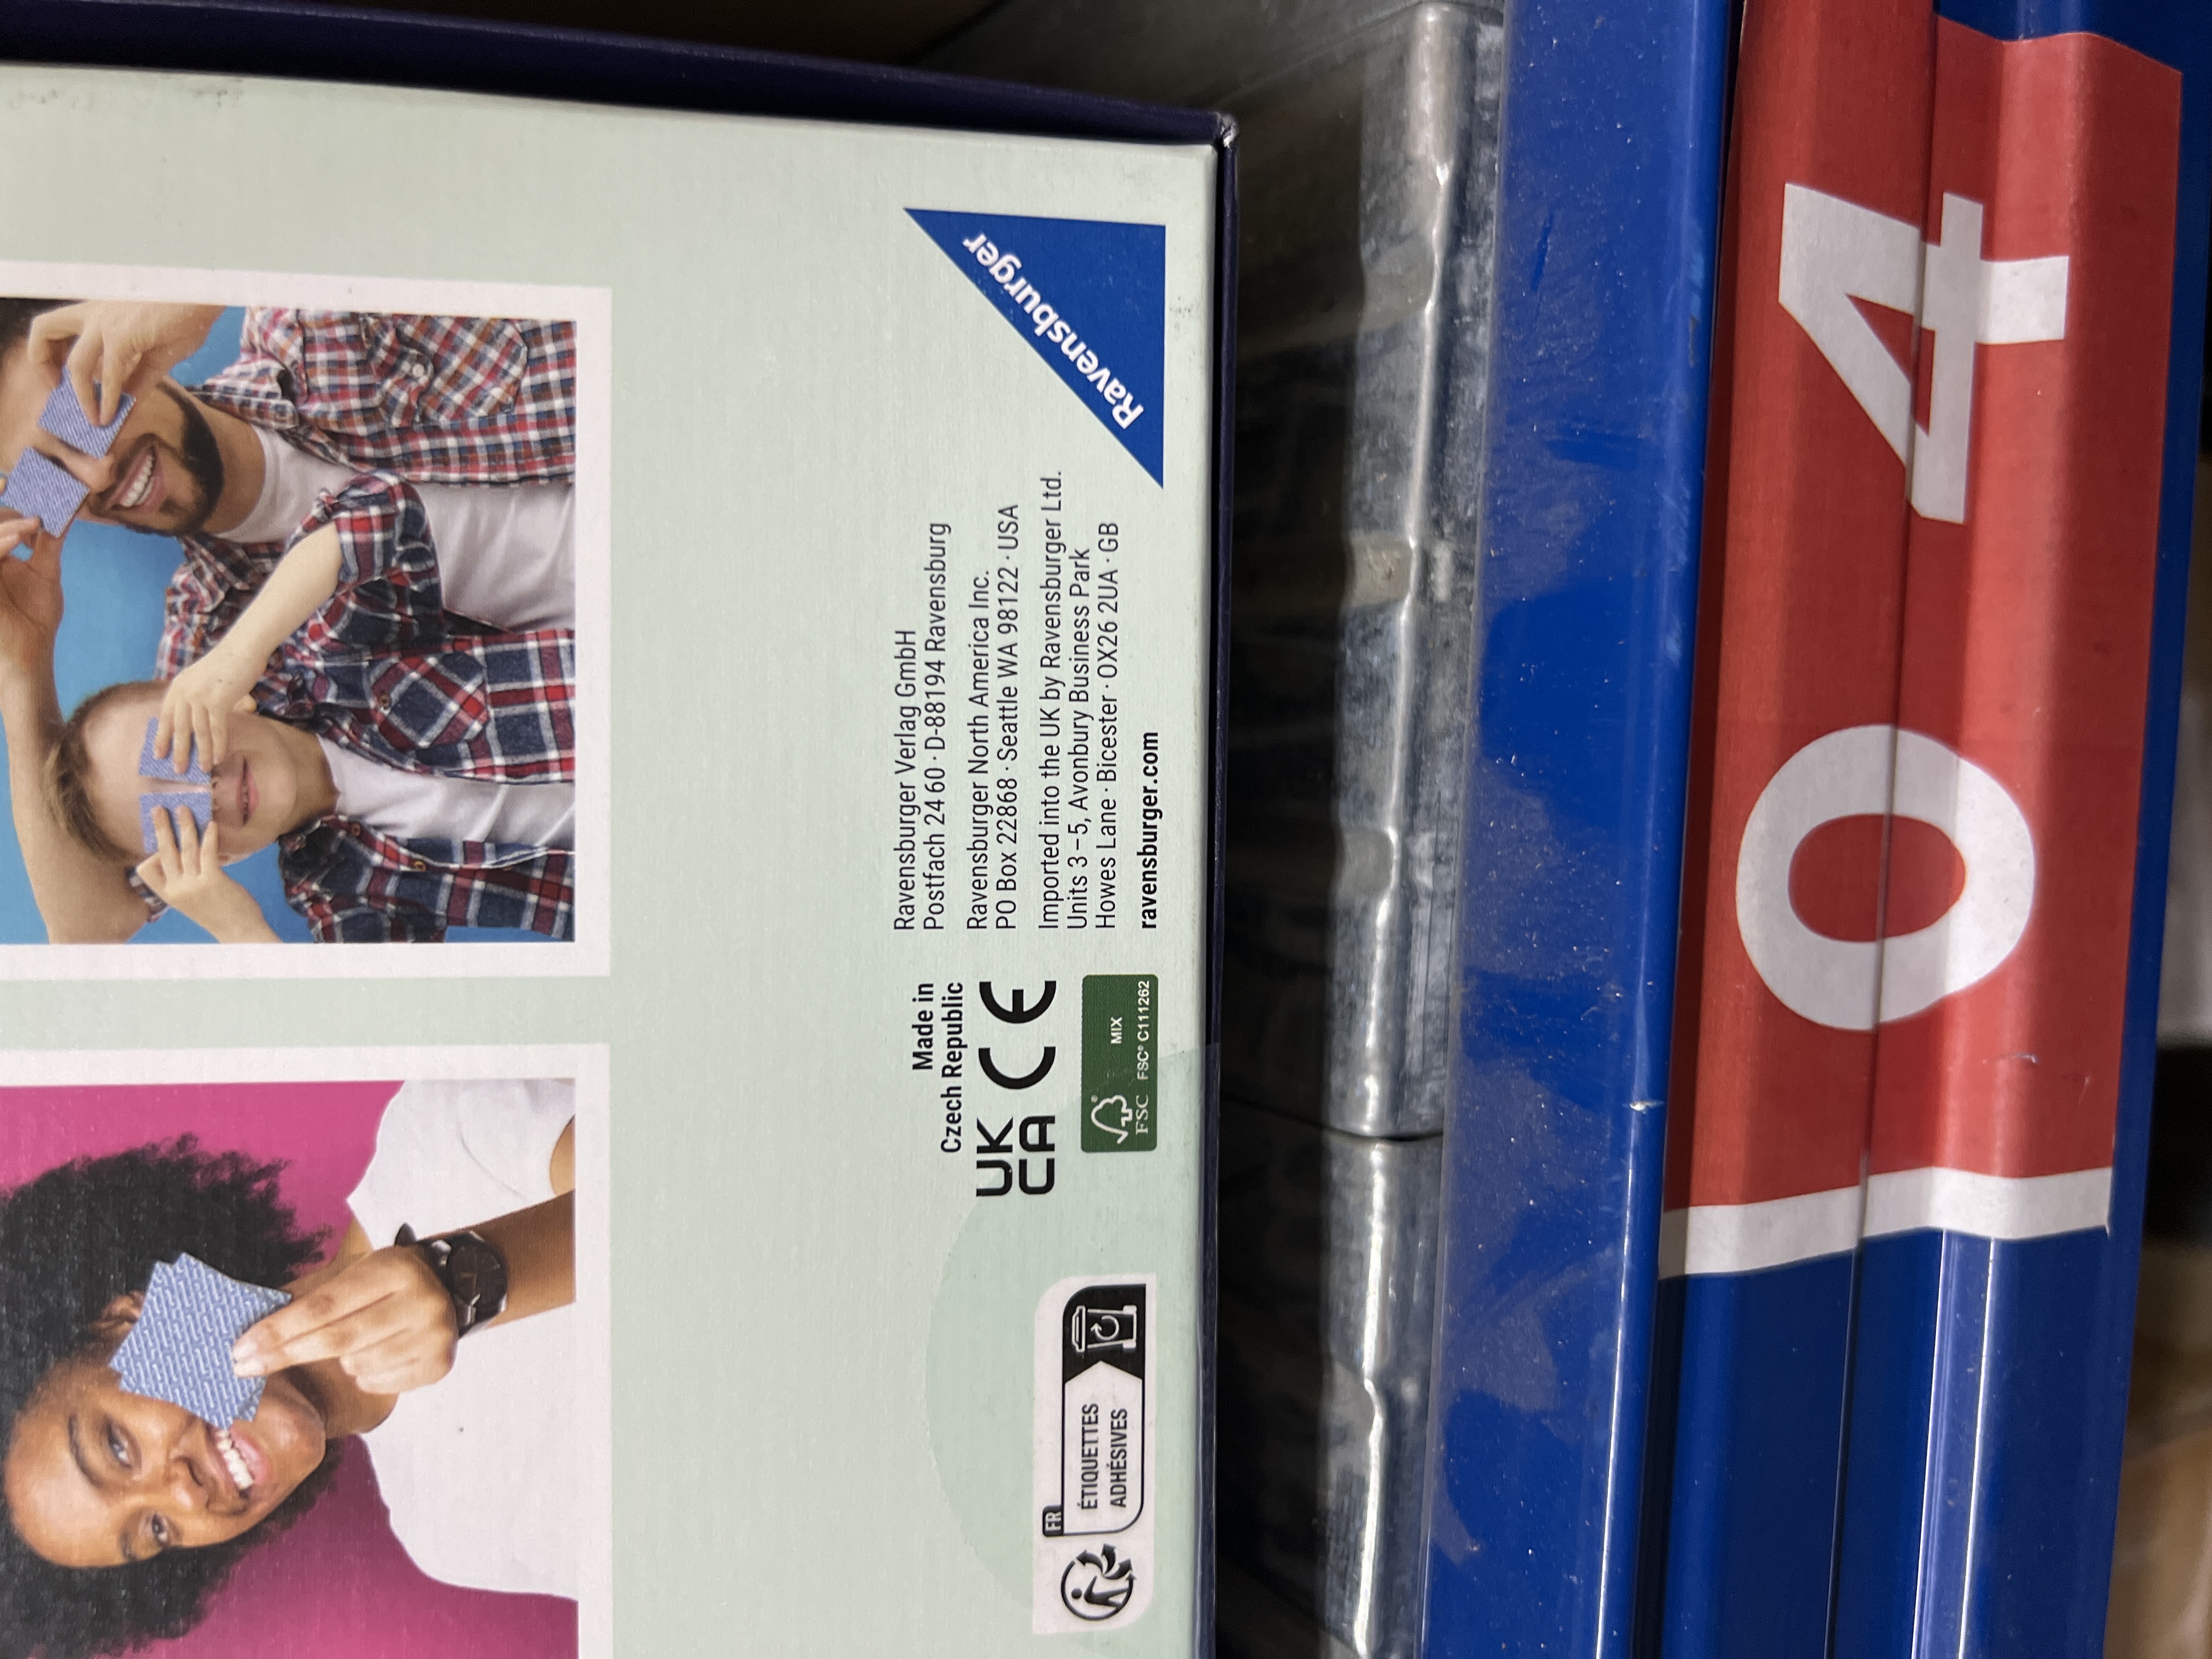 FR
ÉTIQUETTES
ADHÉSIVES
Made in
Czech Republic
UK
CA
CE
FSC
MIX
FSC® C111262
Ravensburger Verlag GmbH
Postfach 24 60 · D-88194 Ravensburg
Ravensburger North America Inc.
PO Box 22868 · Seattle WA 98122 · USA
Imported into the UK by Ravensburger Ltd.
Units 3 – 5, Avonbury Business Park
Howes Lane · Bicester · OX26 2UA · GB
ravensburger.com
Ravensburger
04